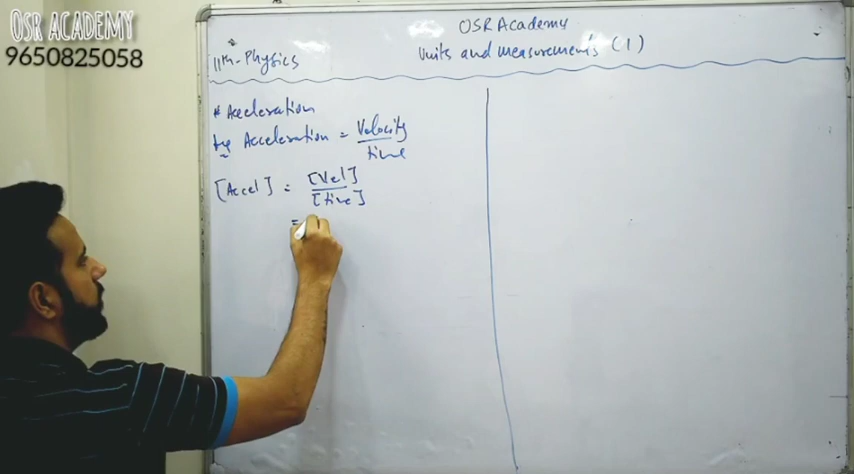 OSR ACADEMY
9650825058
OSR Academy
11th-Physics
Units and measurements (1)
* Acceleration
Acceleration = Velocity
time
[Accel] = [Vel]
[time]
=